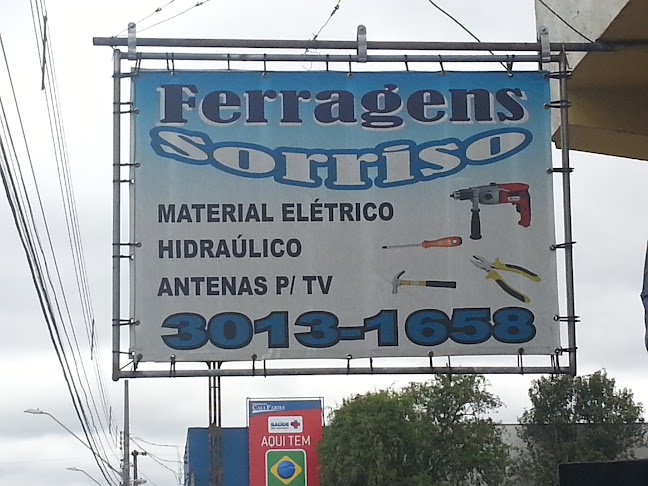 Ferragens
Sorriso
MATERIAL ELÉTRICO
HIDRAÚLICO
ANTENAS P/ TV
3013-1658
SAÚDE
AQUI TEM